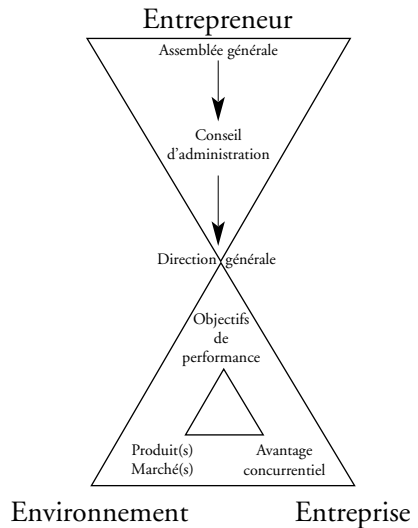 Entrepreneur
Assemblée générale
Conseil
d'administration
Direction générale
Objectifs
de
performance
Produit(s)
Marché(s)
Avantage
concurrentiel
Environnement
Entreprise